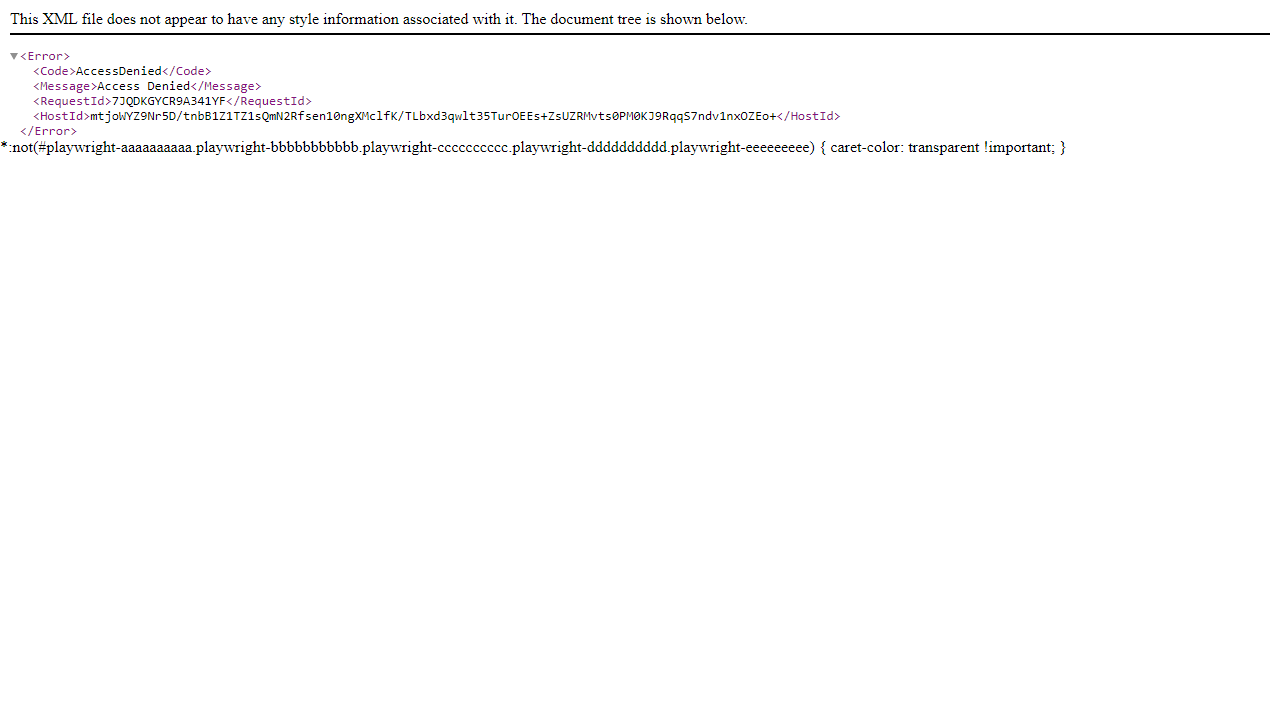 This XML file does not appear to have any style information associated with it. The document tree is shown below.
▼<Error>
<Code>AccessDenied</Code>
<Message>Access Denied</Message>
<RequestId>7JQDKGYCR9A341YF</RequestId>
<HostId>mtjoWYZ9Nr5D/tnbB1Z1TZ1sQmN2Rfsen10ngXMclfK/TLbxd3qwlt35TurOEEs+ZsUZRMvts0PM0KJ9RqqS7ndv1nxOZEo+</HostId>
</Error>
*:not(#playwright-aaaaaaaaaa.playwright-bbbbbbbbbbb.playwright-cccccccccc.playwright-dddddddddd.playwright-eeeeeeeee) { caret-color: transparent !important; }